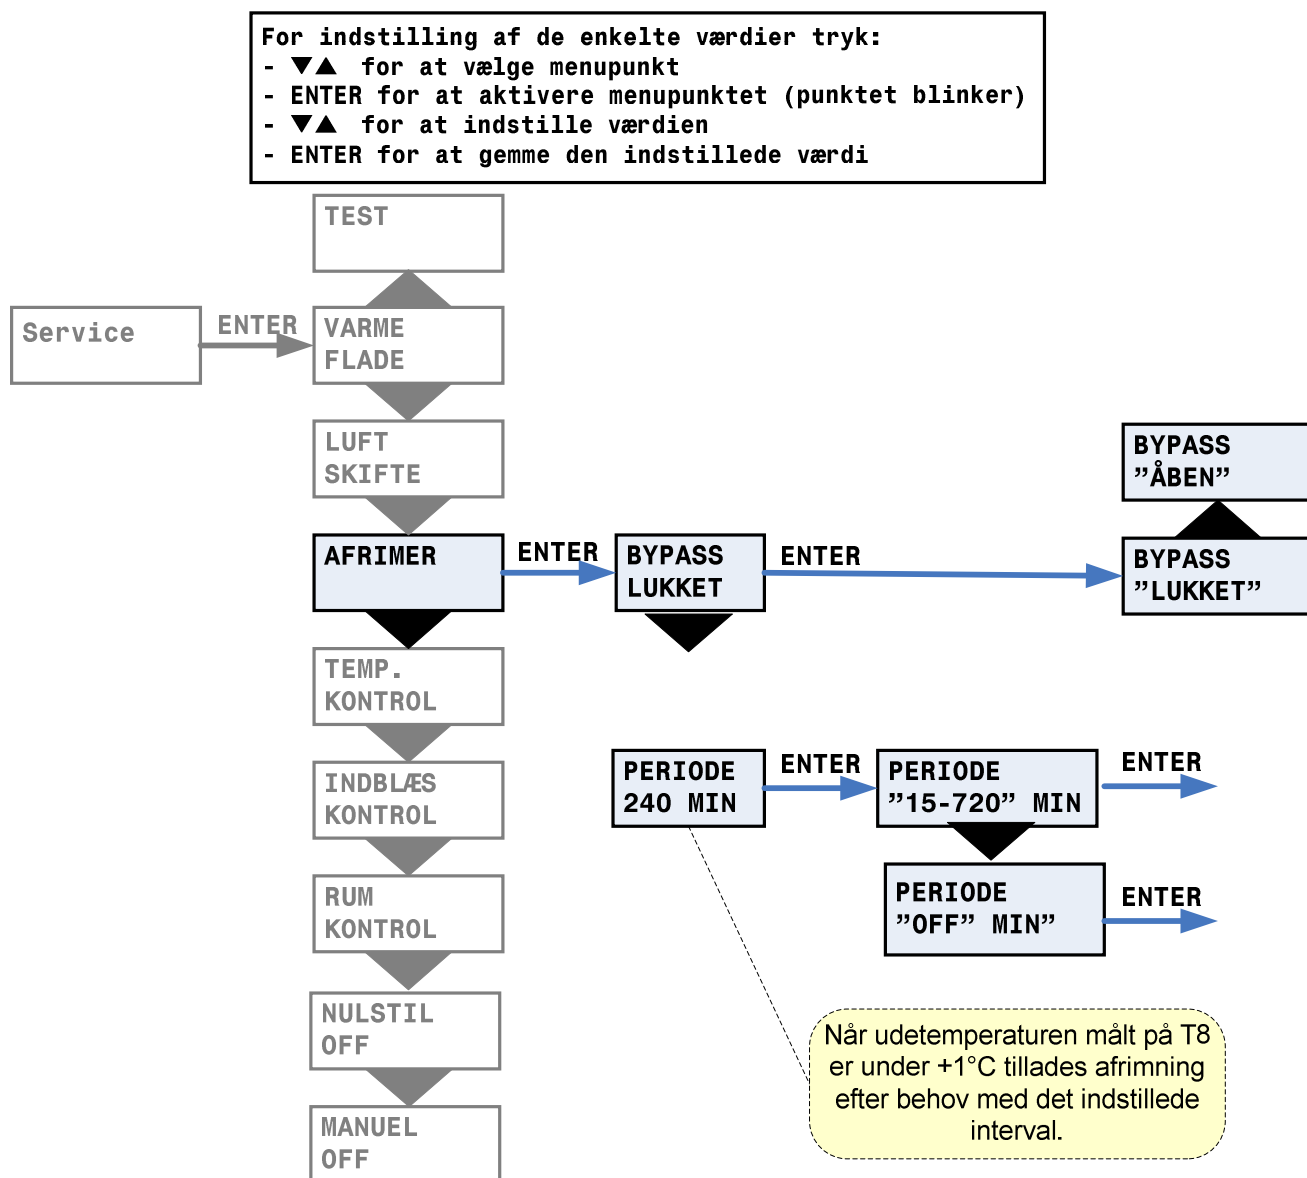 For indstilling af de enkelte værdier tryk:
- ▼▲ for at vælge menupunkt
- ENTER for at aktivere menupunktet (punktet blinker)
- ▼▲ for at indstille værdien
- ENTER for at gemme den indstillede værdi
TEST
Service
ENTER
VARME
FLADE
LUFT
SKIFTE
BYPASS
”ÅBEN”
AFRIMER
ENTER
BYPASS
LUKKET
ENTER
BYPASS
”LUKKET”
TEMP.
KONTROL
INDBLÆS
KONTROL
PERIODE
240 MIN
ENTER
PERIODE
”15-720” MIN
ENTER
RUM
KONTROL
PERIODE
”OFF” MIN”
ENTER
NULSTIL
OFF
MANUEL
OFF
Når udetemperaturen målt på T8
er under +1°C tillades afrimning
efter behov med det indstillede
interval.